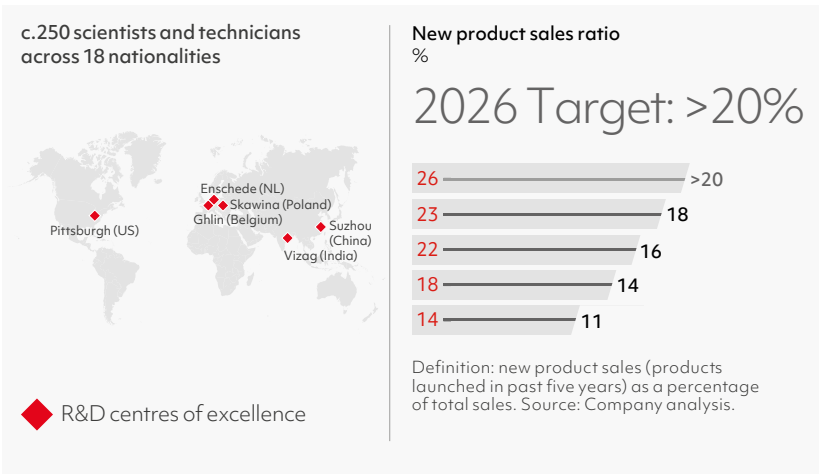 c.250 scientists and technicians
across 18 nationalities
Enschede (NL)
Skawina (Poland)
Ghlin (Belgium)
Pittsburgh (US)
Suzhou
(China)
Vizag (India)
R&D centres of excellence
New product sales ratio
%
2026 Target: >20%
26 >20
23 18
22 16
18 14
14 11
Definition: new product sales (products
launched in past five years) as a percentage
of total sales. Source: Company analysis.